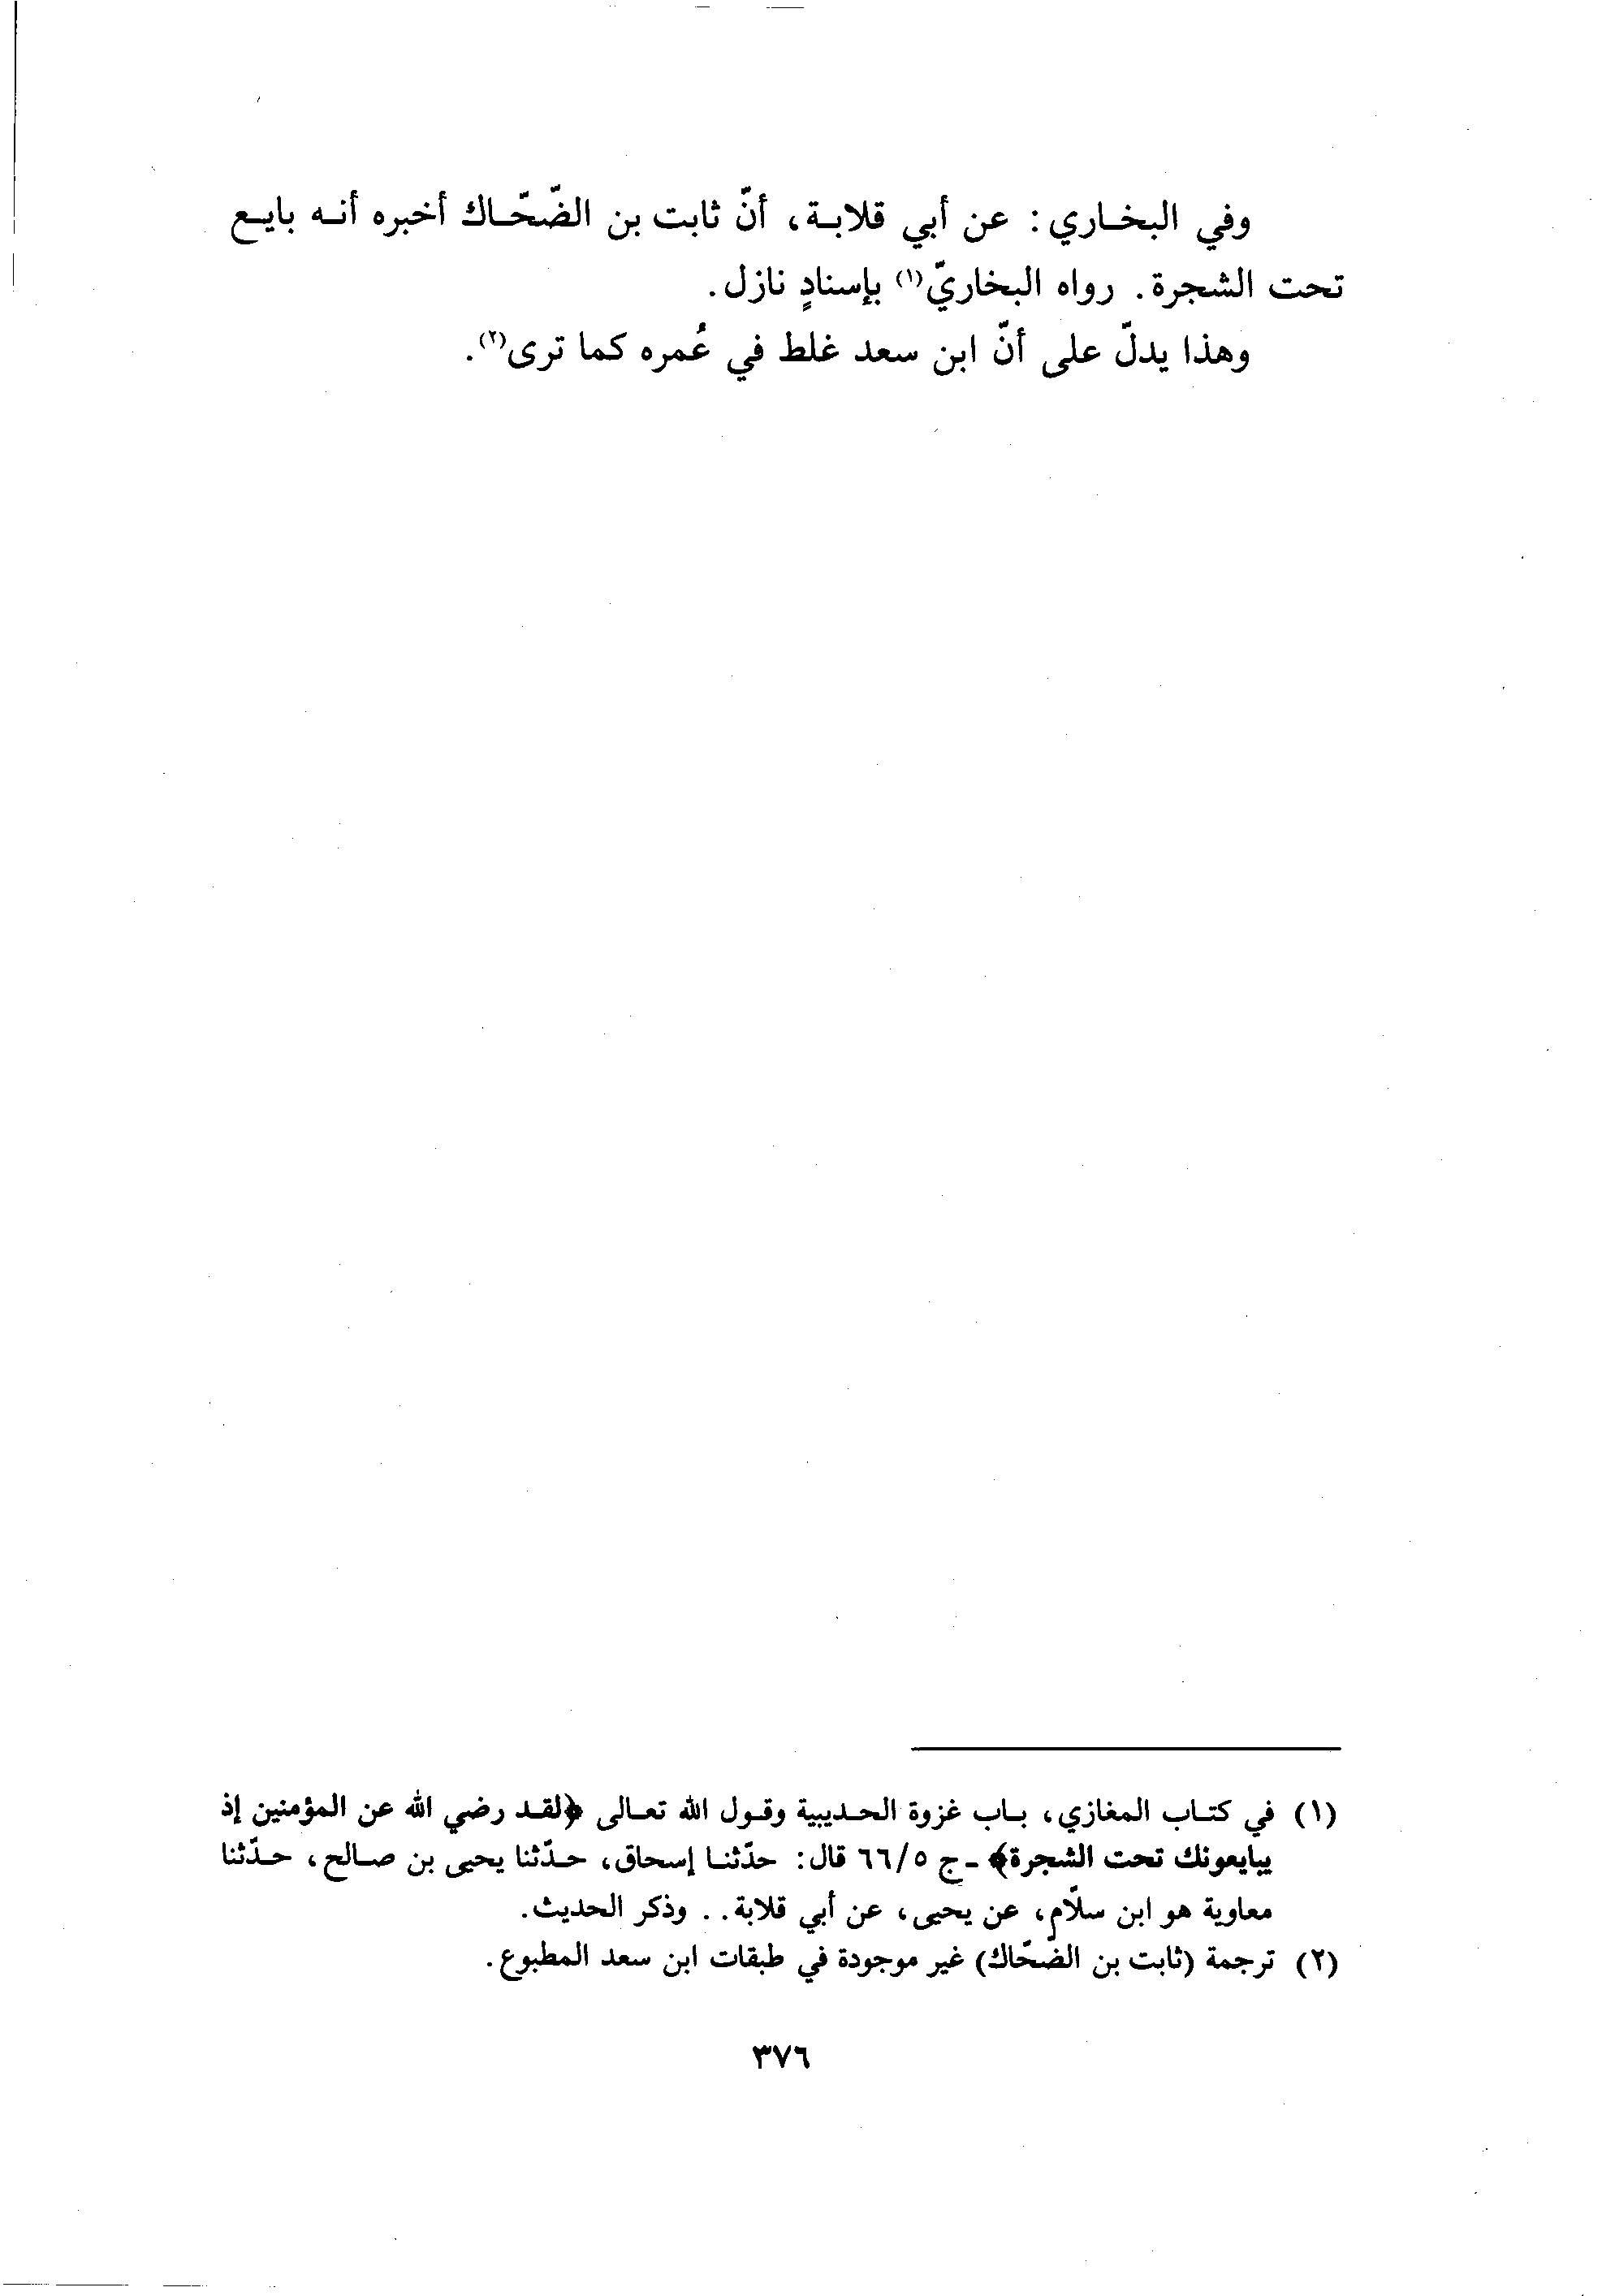 وفي البخاري: عن أبي قلابة، أنّ ثابت بن الضّحّاك أخبره أنه بايع
تحت الشجرة. رواه البخاريّ(١) بإسنادٍ نازل.
وهذا يدلّ على أنّ ابن سعد غلط في عُمره كما ترى(٢).
(١) في كتاب المغازي، باب غزوة الحديبية وقول الله تعالى ﴿لقد رضي الله عن المؤمنين إذ
يبايعونك تحت الشجرة﴾ - ج ٦٦/٥ قال: حدّثنا إسحاق، حدّثنا يحيى بن صالح، حدّثنا
معاوية هو ابن سلّام، عن يحيى، عن أبي قلابة.. وذكر الحديث.
(٢) ترجمة (ثابت بن الضحّاك) غير موجودة في طبقات ابن سعد المطبوع.
٣٧٦